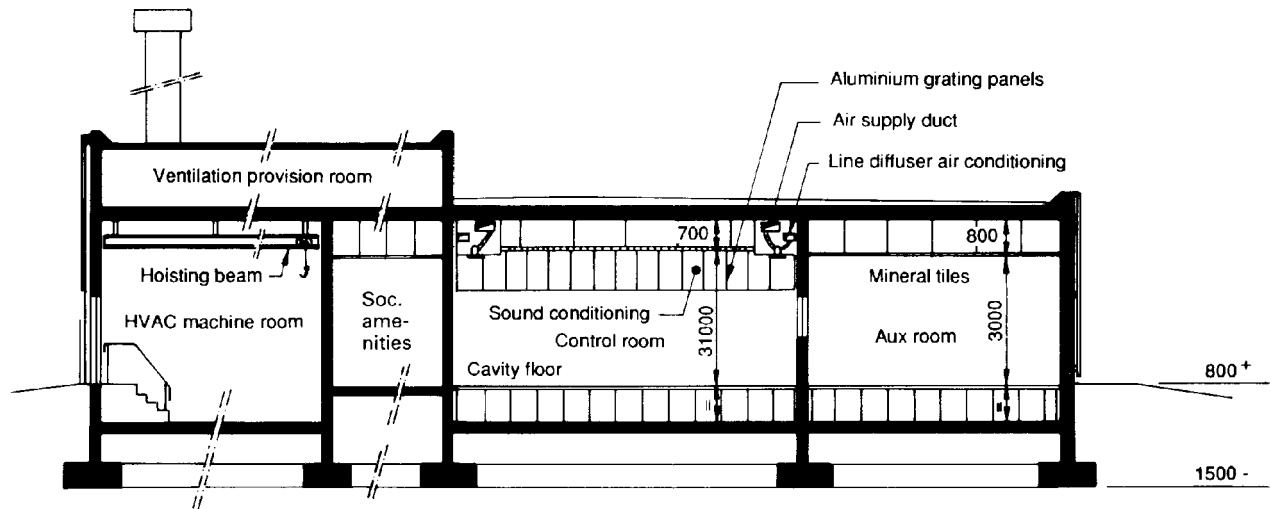 Aluminium grating panels
Air supply duct
Line diffuser air conditioning
Ventilation provision room
700
800
Hoisting beam
Mineral tiles
HVAC machine room
Soc.
ame-
nities
Sound conditioning
Control room
31000
Aux room
3000
Cavity floor
800 +
=
=
1500 -